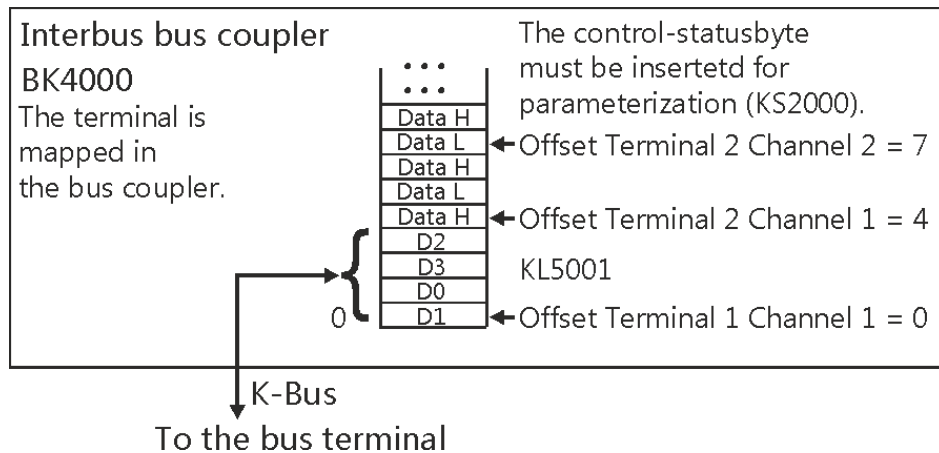 Interbus bus coupler
BK4000
The terminal is
mapped in
the bus coupler.
The control-statusbyte
must be insertetd for
parameterization (KS2000).
...
...
Data H
Data L
Offset Terminal 2 Channel 2 = 7
Data H
Data L
Data H
Offset Terminal 2 Channel 1 = 4
D2
D3
KL5001
D0
0
D1
Offset Terminal 1 Channel 1 = 0
K-Bus
To the bus terminal